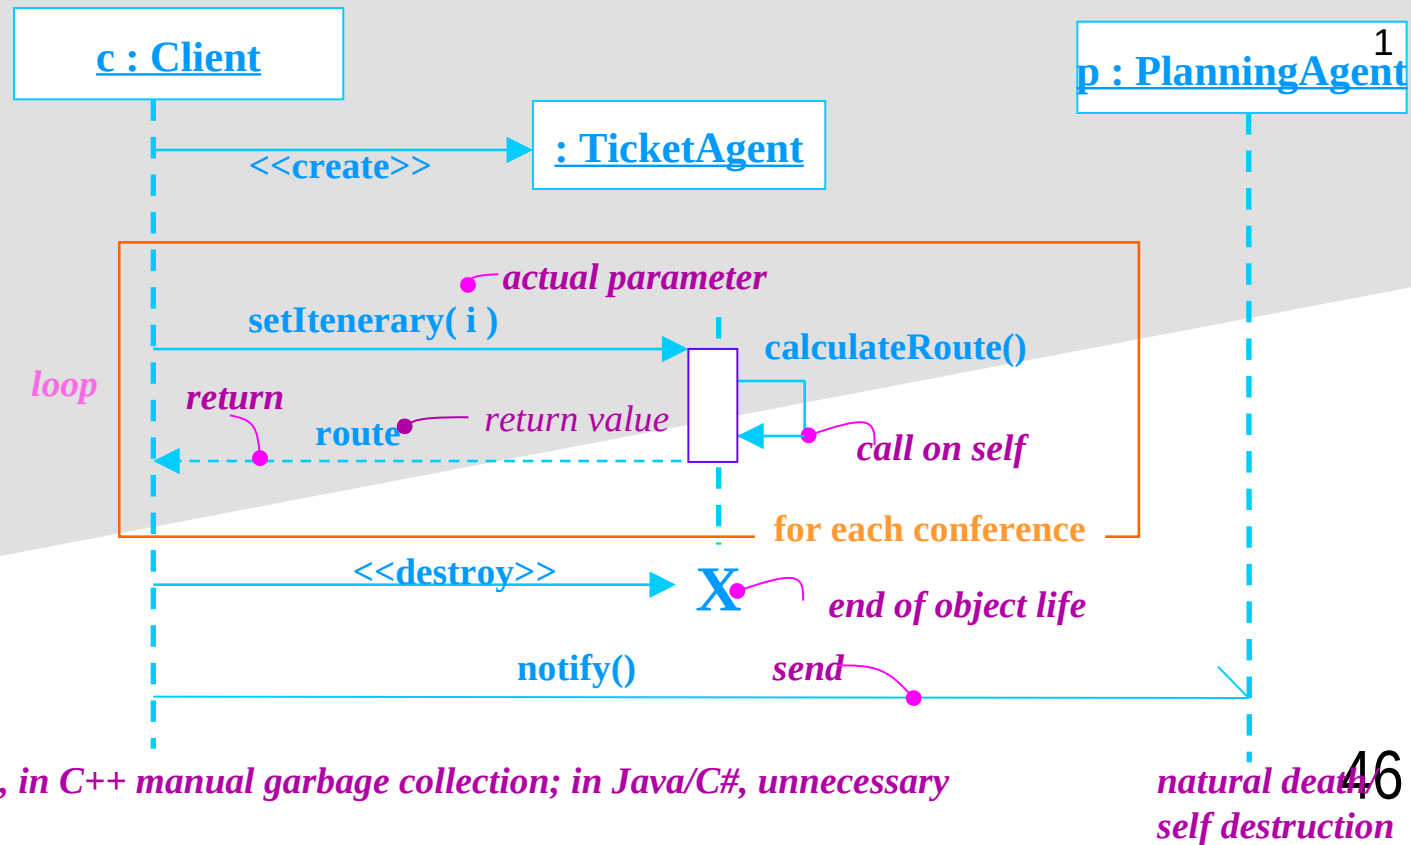 c : Client
1
p : PlanningAgent
: TicketAgent
<<create>>
actual parameter
setItenerary( i )
calculateRoute()
loop
return
return value
route
call on self
for each conference
<<destroy>>
X
end of object life
notify()
send
, in C++ manual garbage collection; in Java/C#, unnecessary
46
natural death/
self destruction